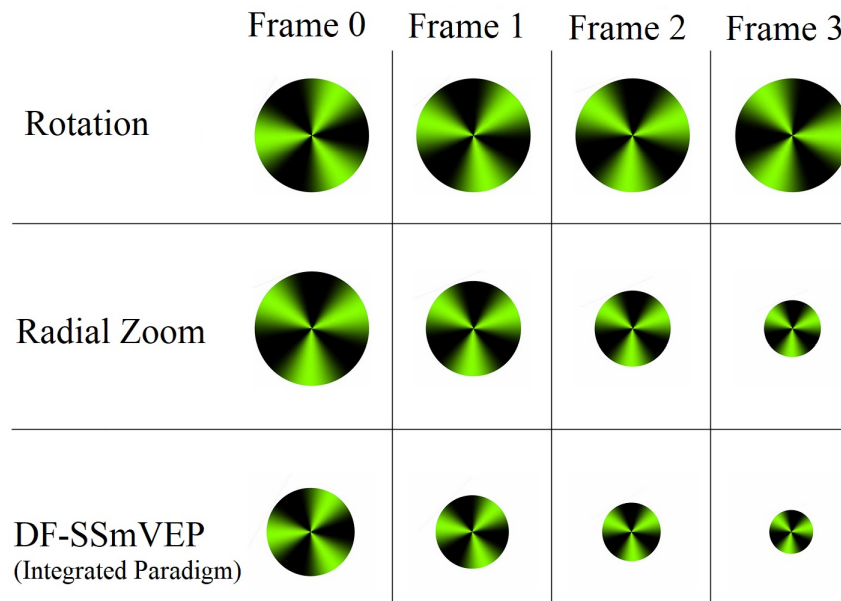 Frame 0 Frame 1 Frame 2 Frame 3
Rotation
Radial Zoom
DF-SSmVEP
(Integrated Paradigm)